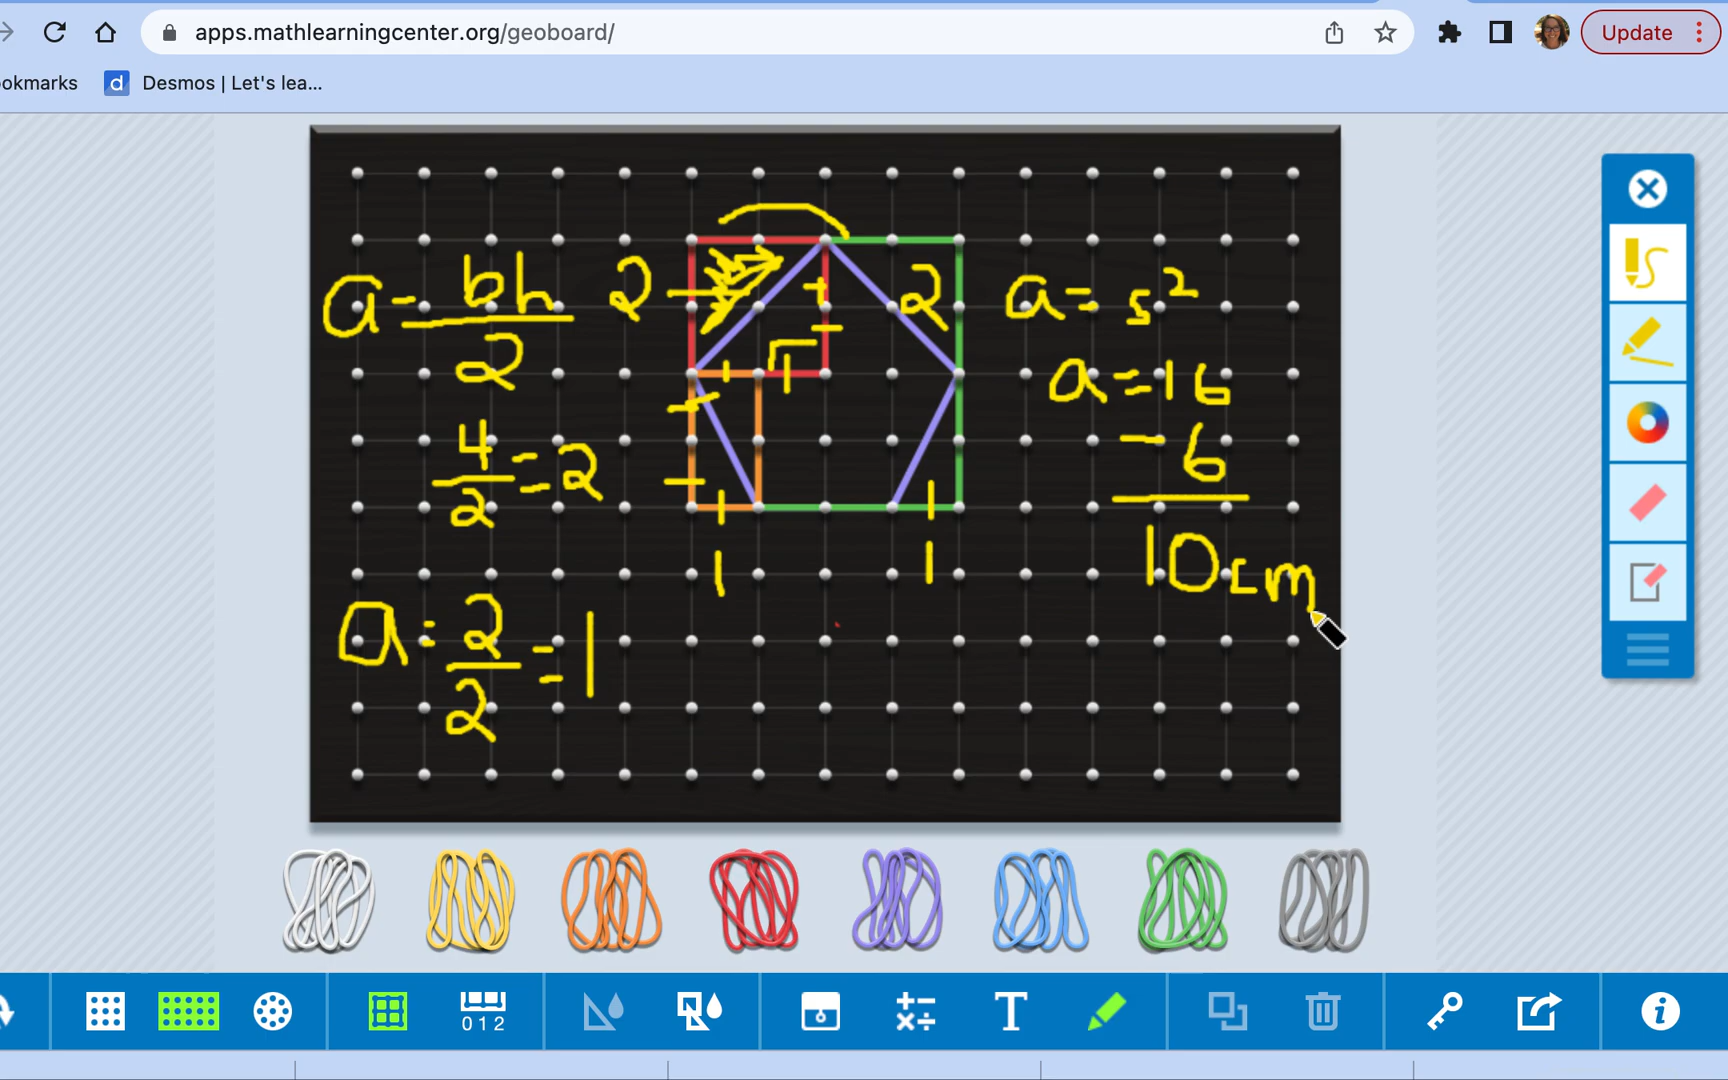 apps.mathlearningcenter.org/geoboard/
Update
ookmarks
d
Desmos | Let's lea...
a = bh
2
2
2
a = s²
4
2
= 2
a = 16
- 6
10 cm
1
1
a = 2
2
= 1
0 1 2
T